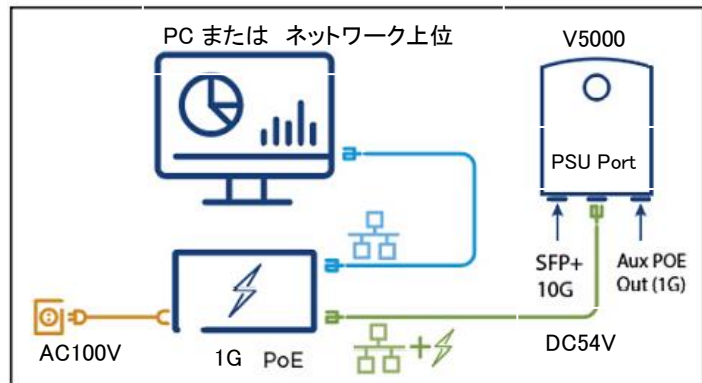 PC または ネットワーク上位
V5000
PSU Port
SFP+
10G
Aux POE
Out (1G)
AC100V
1G PoE
DC54V